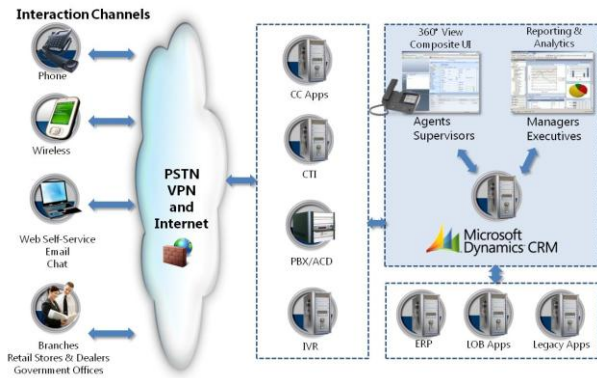 Interaction Channels
Phone
Wireless
Web Self-Service
Email
Chat
Branches
Retail Stores & Dealers
Government Offices
PSTN
VPN
and
Internet
CC Apps
CTI
PBX/ACD
IVR
360° View
Composite UI
Agents
Supervisors
Reporting &
Analytics
Managers
Executives
Microsoft
Dynamics CRM
ERP
LOB Apps
Legacy Apps